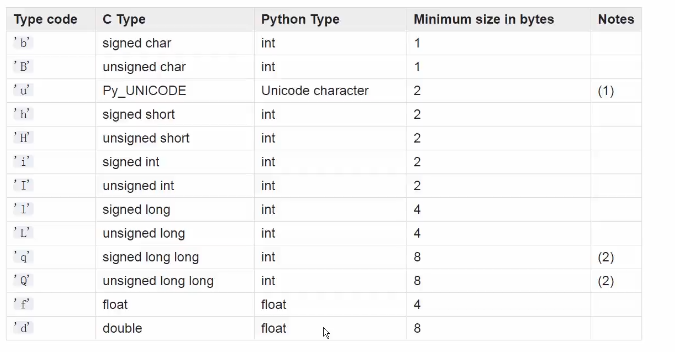 Type code C Type Python Type Minimum size in bytes Notes
'b' signed char int 1
'B' unsigned char int 1
'u' Py_UNICODE Unicode character 2 (1)
'h' signed short int 2
'H' unsigned short int 2
'i' signed int int 2
'I' unsigned int int 2
'l' signed long int 4
'L' unsigned long int 4
'q' signed long long int 8 (2)
'Q' unsigned long long int 8 (2)
'f' float float 4
'd' double float 8